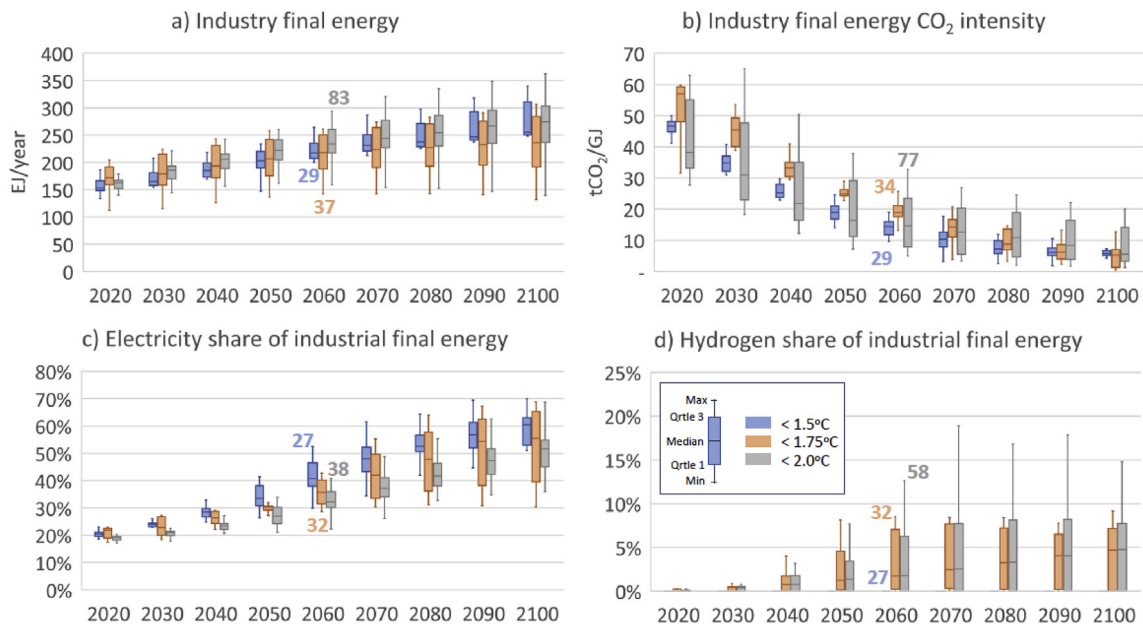 a) Industry final energy
EJ/year
400
350
300
250
200
150
100
50
0
83
29
37
2020 2030 2040 2050 2060 2070 2080 2090 2100
b) Industry final energy CO2 intensity
tCO2/GJ
70
60
50
40
30
20
10
-
77
34
29
2020 2030 2040 2050 2060 2070 2080 2090 2100
c) Electricity share of industrial final energy
80%
70%
60%
50%
40%
30%
20%
10%
0%
27
38
32
2020 2030 2040 2050 2060 2070 2080 2090 2100
d) Hydrogen share of industrial final energy
25%
20%
15%
10%
5%
0%
Max
Qrtle 3
Median
Qrtle 1
Min
< 1.5°C
< 1.75°C
< 2.0°C
58
32
27
2020 2030 2040 2050 2060 2070 2080 2090 2100